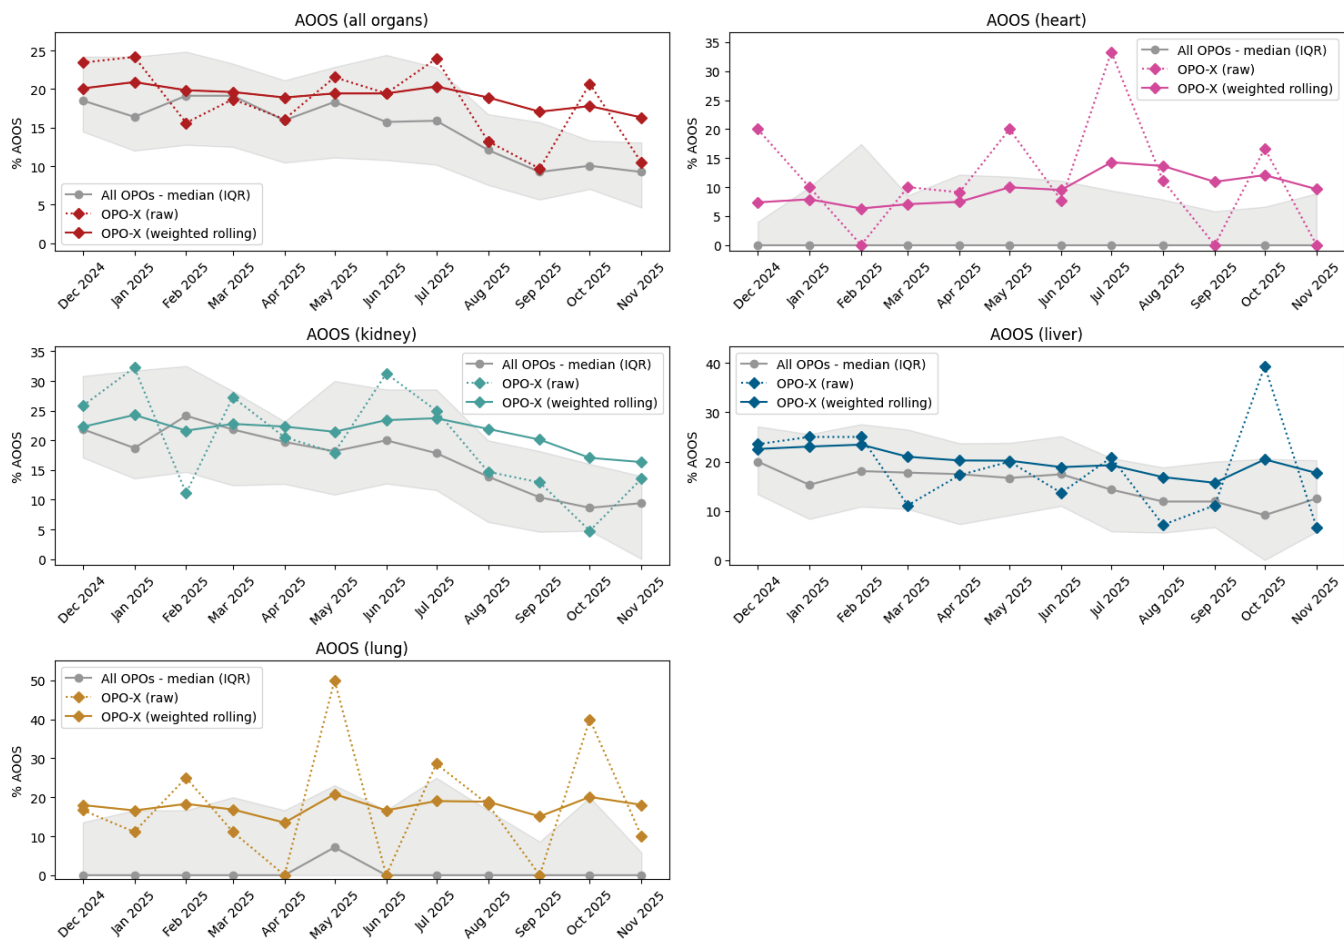 AOOS (all organs)
% AOOS
25
20
15
10
5
0
All OPOs - median (IQR)
OPO-X (raw)
OPO-X (weighted rolling)
Dec 2024
Jan 2025
Feb 2025
Mar 2025
Apr 2025
May 2025
Jun 2025
Jul 2025
Aug 2025
Sep 2025
Oct 2025
Nov 2025
AOOS (heart)
% AOOS
35
30
25
20
15
10
5
0
All OPOs - median (IQR)
OPO-X (raw)
OPO-X (weighted rolling)
Dec 2024
Jan 2025
Feb 2025
Mar 2025
Apr 2025
May 2025
Jun 2025
Jul 2025
Aug 2025
Sep 2025
Oct 2025
Nov 2025
AOOS (kidney)
% AOOS
35
30
25
20
15
10
5
0
All OPOs - median (IQR)
OPO-X (raw)
OPO-X (weighted rolling)
Dec 2024
Jan 2025
Feb 2025
Mar 2025
Apr 2025
May 2025
Jun 2025
Jul 2025
Aug 2025
Sep 2025
Oct 2025
Nov 2025
AOOS (liver)
% AOOS
40
30
20
10
0
All OPOs - median (IQR)
OPO-X (raw)
OPO-X (weighted rolling)
Dec 2024
Jan 2025
Feb 2025
Mar 2025
Apr 2025
May 2025
Jun 2025
Jul 2025
Aug 2025
Sep 2025
Oct 2025
Nov 2025
AOOS (lung)
% AOOS
50
40
30
20
10
0
All OPOs - median (IQR)
OPO-X (raw)
OPO-X (weighted rolling)
Dec 2024
Jan 2025
Feb 2025
Mar 2025
Apr 2025
May 2025
Jun 2025
Jul 2025
Aug 2025
Sep 2025
Oct 2025
Nov 2025